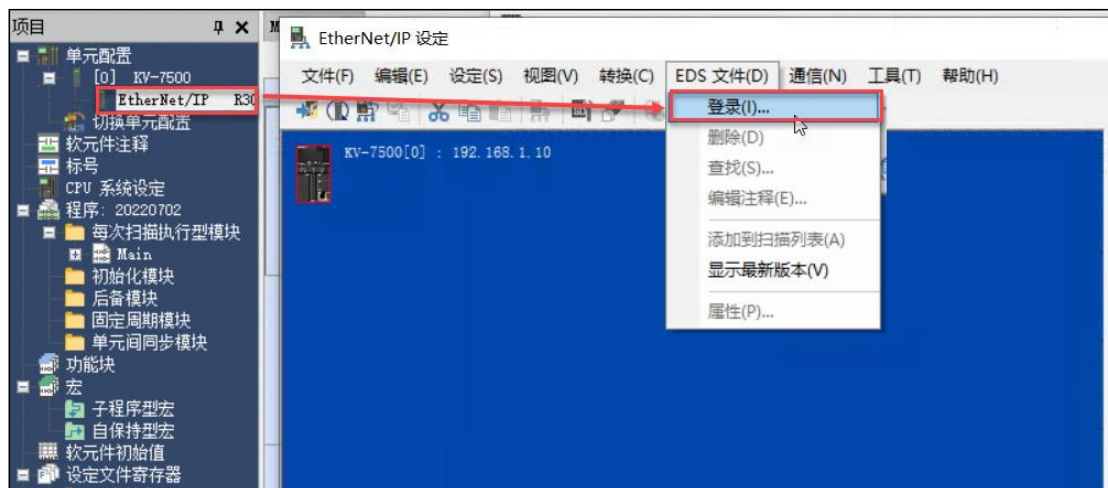 项目
单元配置
[0] KV-7500
EtherNet/IP R30
切换单元配置
软元件注释
标号
CPU 系统设定
程序: 20220702
每次扫描执行型模块
Main
初始化模块
后备模块
固定周期模块
单元间同步模块
功能块
宏
子程序型宏
自保持型宏
软元件初始值
设定文件寄存器
M
EtherNet/IP 设定
文件(F) 编辑(E) 设定(S) 视图(V) 转换(C) EDS 文件(D) 通信(N) 工具(T) 帮助(H)
KV-7500[0] : 192.168.1.10
登录(I)...
删除(D)
查找(S)...
编辑注释(E)...
添加到扫描列表(A)
显示最新版本(V)
属性(P)...